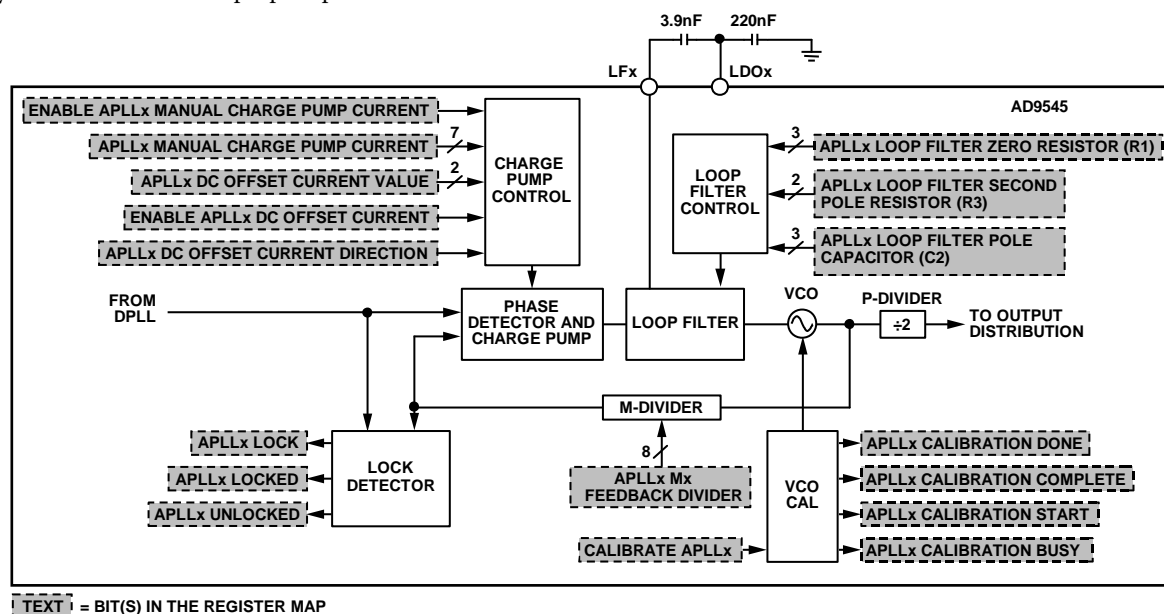 3.9nF 220nF
LFx LDOx
AD9545
ENABLE APLLx MANUAL CHARGE PUMP CURRENT
7
APLLx MANUAL CHARGE PUMP CURRENT
2
APLLx DC OFFSET CURRENT VALUE
ENABLE APLLx DC OFFSET CURRENT
APLLx DC OFFSET CURRENT DIRECTION
CHARGE
PUMP
CONTROL
LOOP
FILTER
CONTROL
3
APLLx LOOP FILTER ZERO RESISTOR (R1)
2
APLLx LOOP FILTER SECOND
POLE RESISTOR (R3)
3
APLLx LOOP FILTER POLE
CAPACITOR (C2)
FROM
DPLL
PHASE
DETECTOR AND
CHARGE PUMP
LOOP FILTER
VCO
P-DIVIDER
÷2
TO OUTPUT
DISTRIBUTION
M-DIVIDER
8
APLLx Mx
FEEDBACK DIVIDER
APLLx LOCK
APLLx LOCKED
APLLx UNLOCKED
LOCK
DETECTOR
CALIBRATE APLLx
VCO
CAL
APLLx CALIBRATION DONE
APLLx CALIBRATION COMPLETE
APLLx CALIBRATION START
APLLx CALIBRATION BUSY
TEXT = BIT(S) IN THE REGISTER MAP